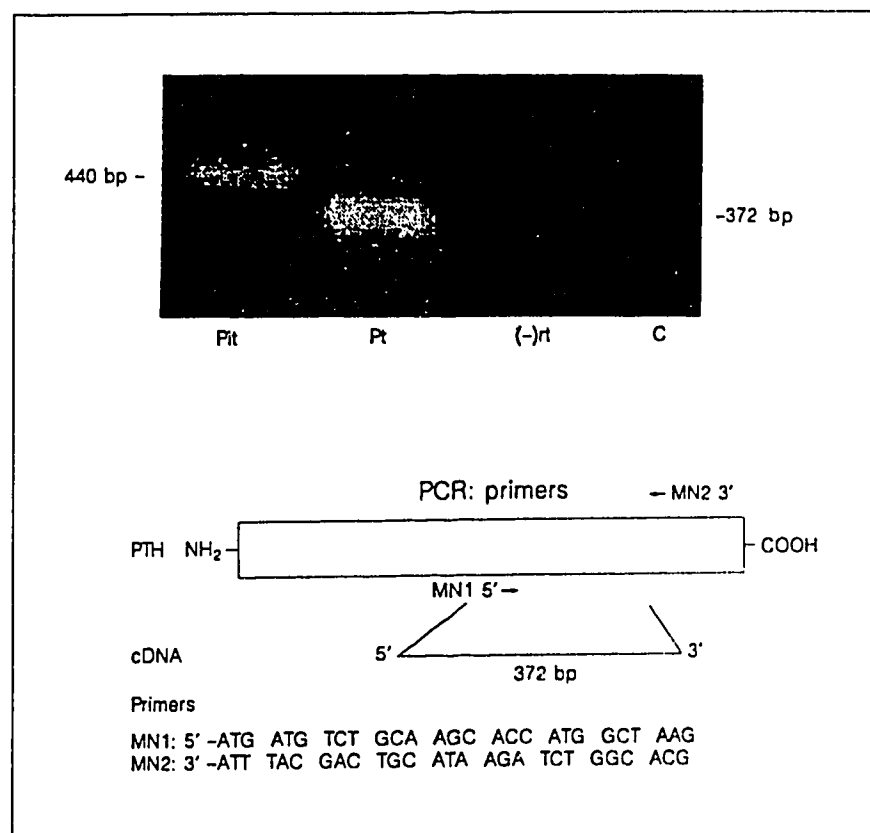 440 bp -
-372 bp
Pit Pt (-)rt C
PCR: primers
← MN2 3′
PTH NH₂ COOH
MN1 5′→
cDNA 5′ 3′
372 bp
Primers
MN1: 5′ -ATG ATG TCT GCA AGC ACC ATG GCT AAG
MN2: 3′ -ATT TAC GAC TGC ATA AGA TCT GGC ACG